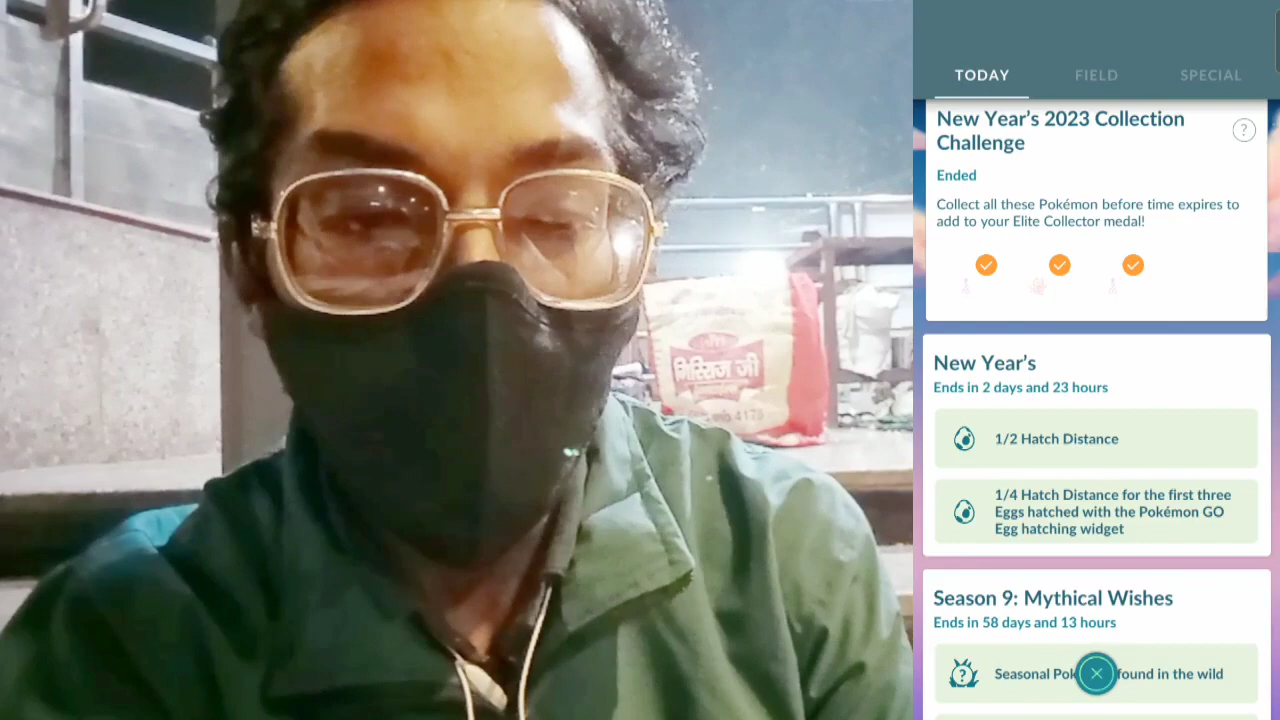 गिरिराज जी
4178
TODAY
FIELD
SPECIAL
New Year's 2023 Collection
Challenge
?
Ended
Collect all these Pokémon before time expires to
add to your Elite Collector medal!
New Year's
Ends in 2 days and 23 hours
1/2 Hatch Distance
1/4 Hatch Distance for the first three
Eggs hatched with the Pokémon GO
Egg hatching widget
Season 9: Mythical Wishes
Ends in 58 days and 13 hours
Seasonal Pok found in the wild